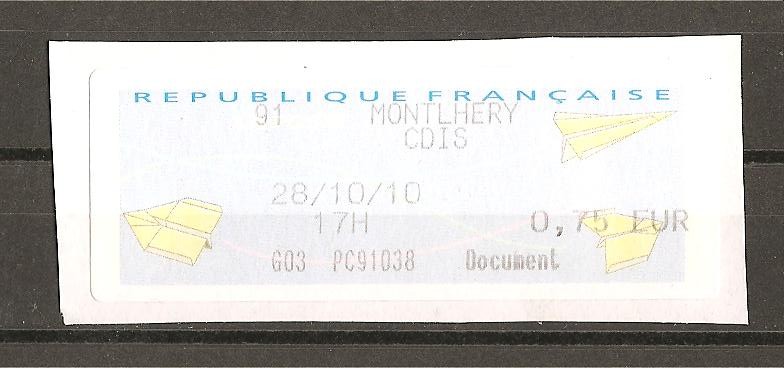 REPUBLIQUE FRANÇAISE
91 MONTLHERY
CDIS
28/10/10
17H 0,75 EUR
G03 PC91038 Document